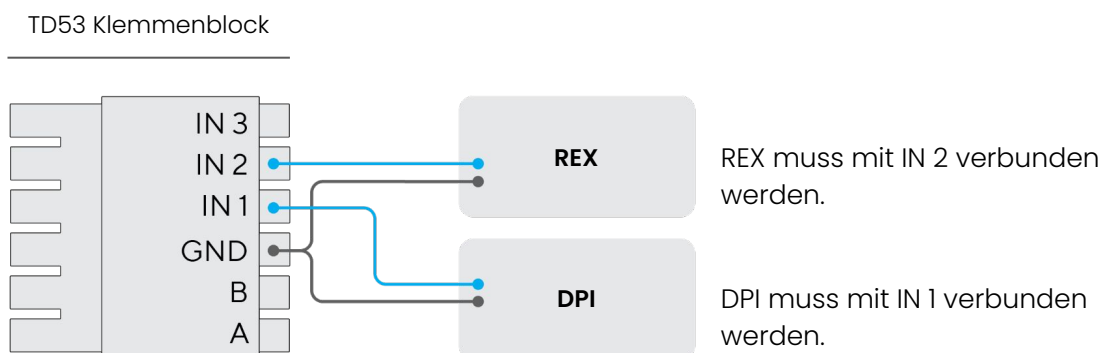 TD53 Klemmenblock
IN 3
IN 2
IN 1
GND
B
A
REX
REX muss mit IN 2 verbunden
werden.
DPI
DPI muss mit IN 1 verbunden
werden.